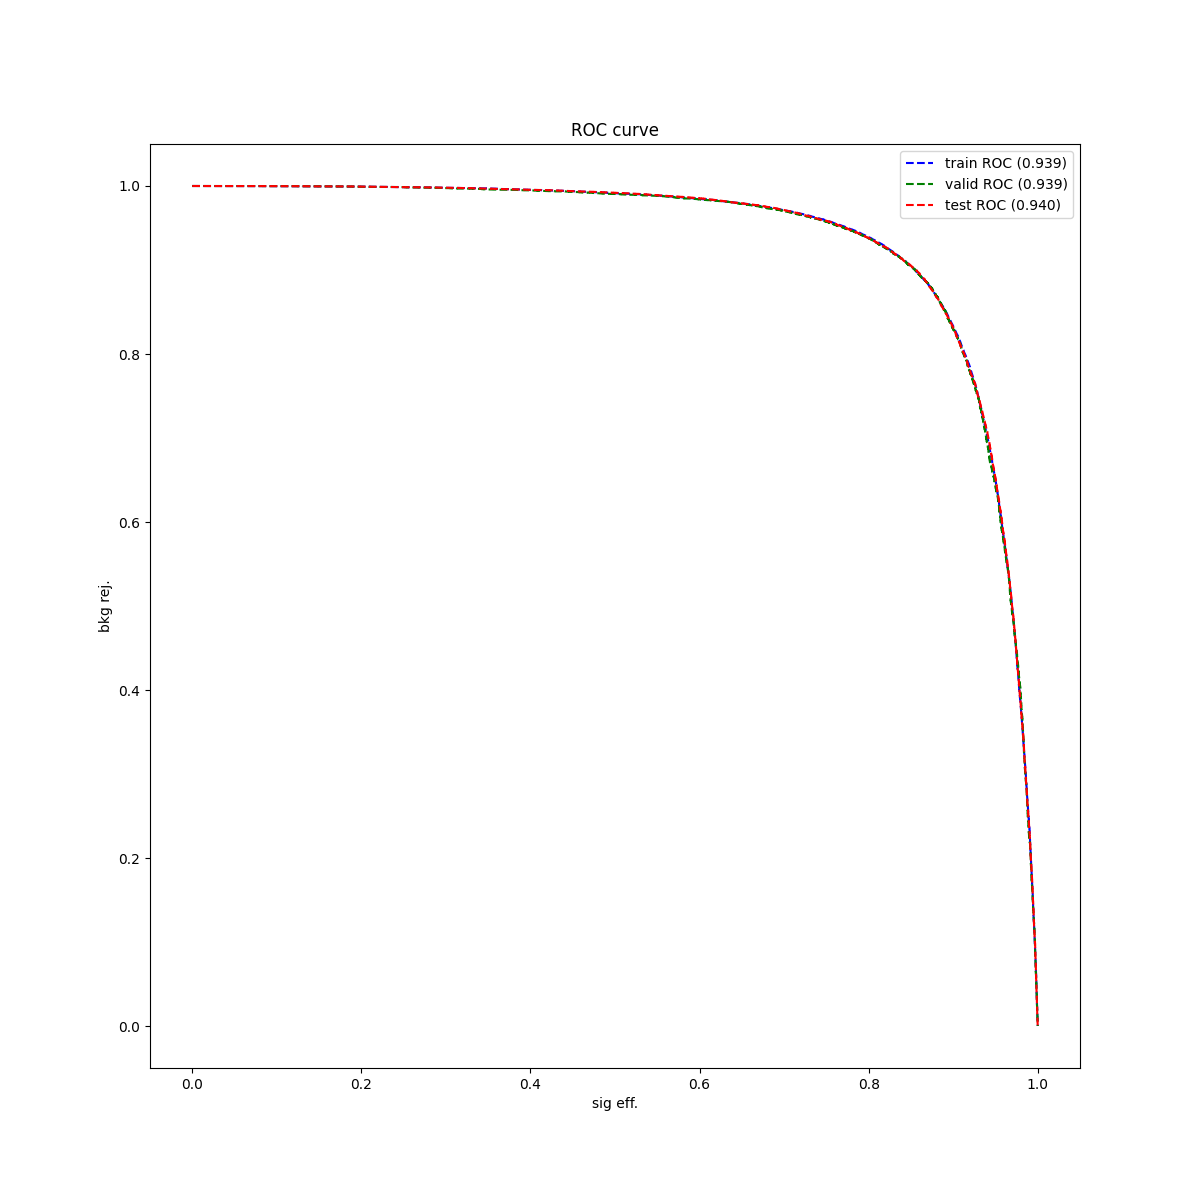 ROC curve
train ROC (0.939)
valid ROC (0.939)
test ROC (0.940)
1.0
0.8
0.6
0.4
0.2
0.0
bkg rej.
0.0 0.2 0.4 0.6 0.8 1.0
sig eff.